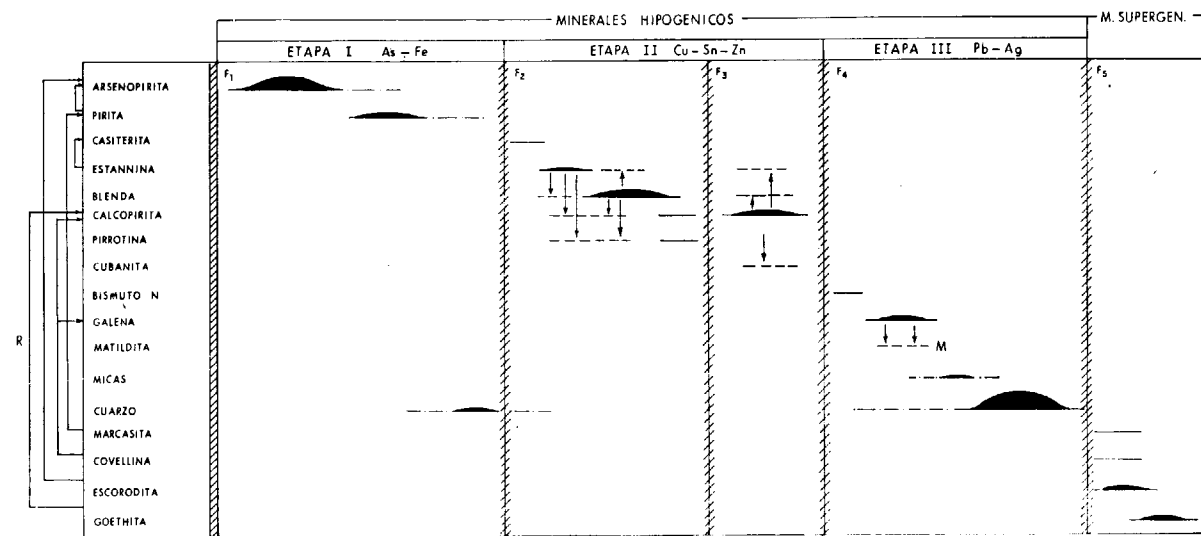 MINERALES HIPOGENICOS
M. SUPERGEN.
ETAPA I As-Fe
ETAPA II Cu-Sn-Zn
ETAPA III Pb-Ag
F1
F2
F3
F4
F5
ARSENOPIRITA
PIRITA
CASITERITA
ESTANNINA
BLENDA
CALCOPIRITA
PIRROTINA
CUBANITA
BISMUTO N
GALENA
R
MATILDITA
M
MICAS
CUARZO
MARCASITA
COVELLINA
ESCORODITA
GOETHITA